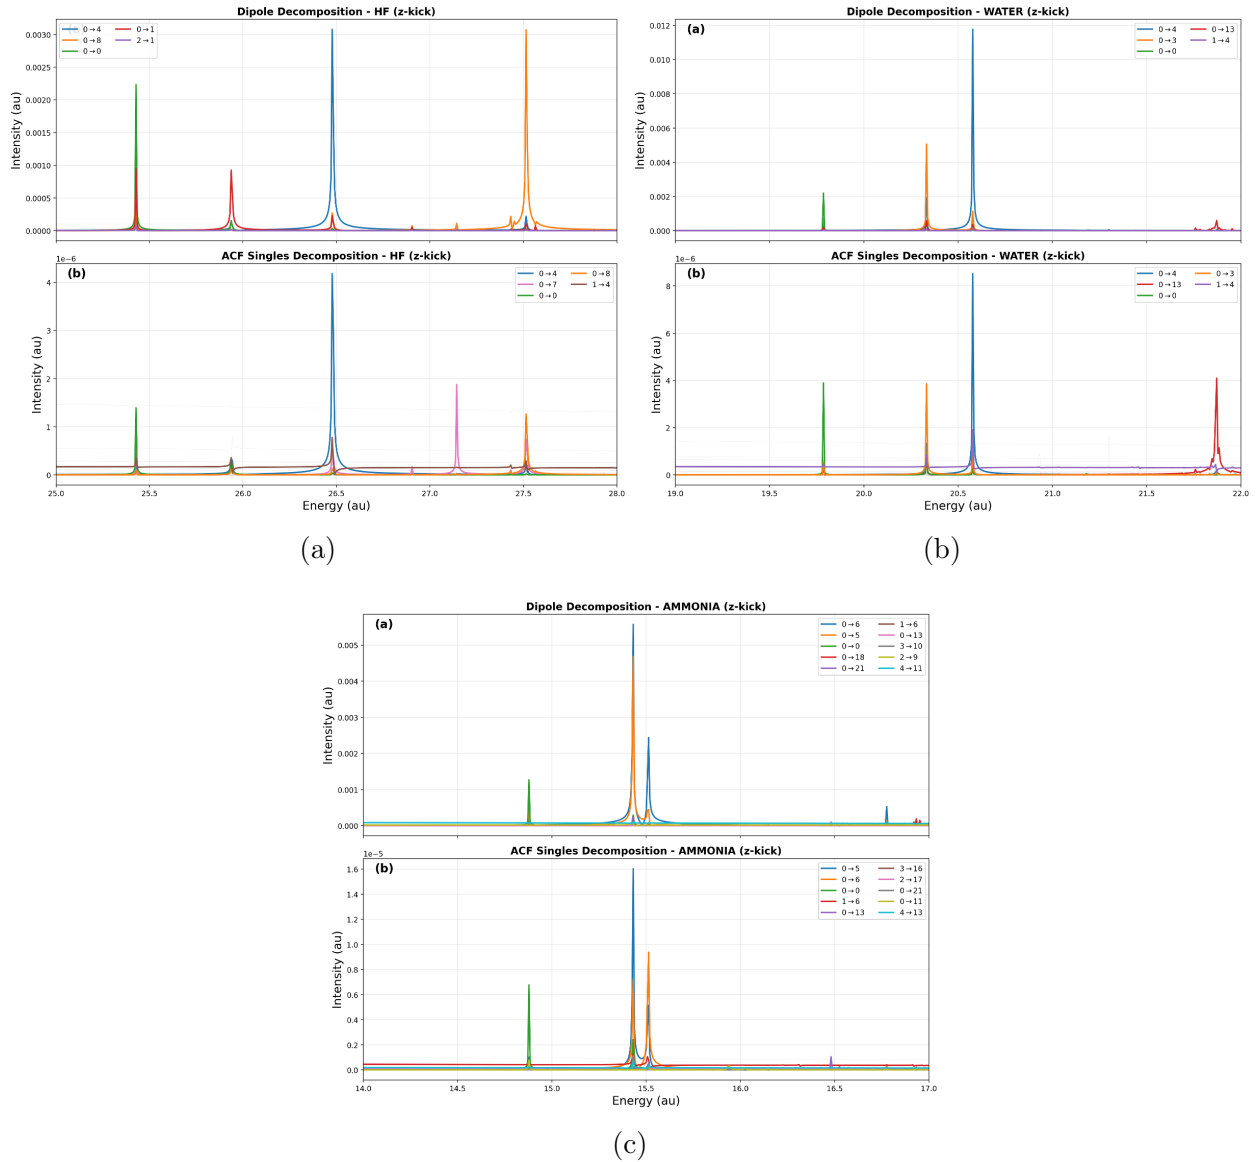 Dipole Decomposition - HF (z-kick)
0→4 0→1
0→8 2→1
0→0
0.0030
0.0025
0.0020
0.0015
0.0010
0.0005
0.0000
Intensity (au)
ACF Singles Decomposition - HF (z-kick)
1e−6
(b)
0→4 0→8
0→7 1→4
0→0
4
3
2
1
0
Intensity (au)
25.0 25.5 26.0 26.5 27.0 27.5 28.0
Energy (au)
(a)
Dipole Decomposition - WATER (z-kick)
(a)
0→4 0→13
0→3 1→4
0→0
0.012
0.010
0.008
0.006
0.004
0.002
0.000
Intensity (au)
ACF Singles Decomposition - WATER (z-kick)
1e−6
(b)
0→4 0→3
0→13 1→4
0→0
8
6
4
2
0
Intensity (au)
19.0 19.5 20.0 20.5 21.0 21.5 22.0
Energy (au)
(b)
Dipole Decomposition - AMMONIA (z-kick)
(a)
0→6 1→6
0→5 0→13
0→0 3→10
0→18 2→9
0→21 4→11
0.005
0.004
0.003
0.002
0.001
0.000
Intensity (au)
ACF Singles Decomposition - AMMONIA (z-kick)
1e−5
(b)
0→5 3→16
0→6 2→17
0→0 0→21
1→6 0→11
0→13 4→13
1.6
1.4
1.2
1.0
0.8
0.6
0.4
0.2
0.0
Intensity (au)
14.0 14.5 15.0 15.5 16.0 16.5 17.0
Energy (au)
(c)